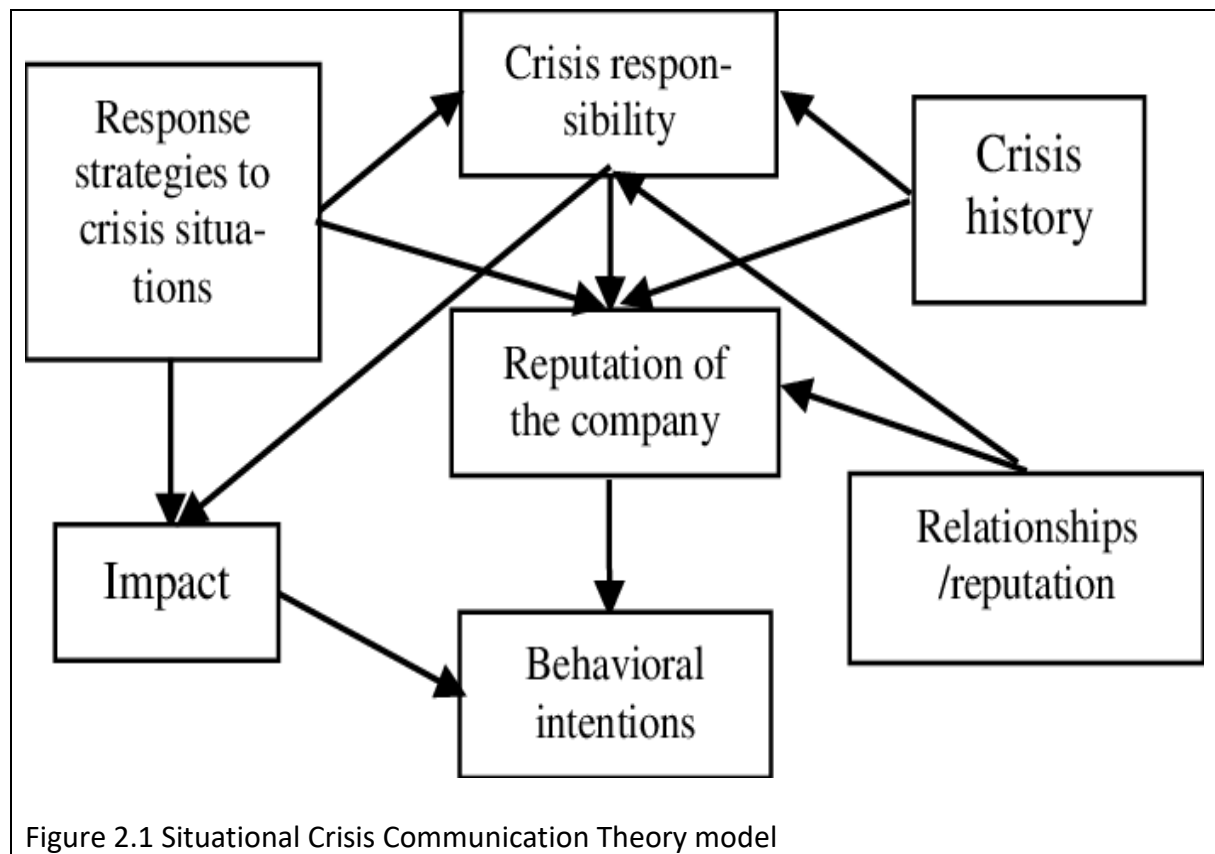 Crisis respon-
sibility
Response
strategies to
crisis situa-
tions
Crisis
history
Reputation of
the company
Relationships
/reputation
Impact
Behavioral
intentions
Figure 2.1 Situational Crisis Communication Theory model